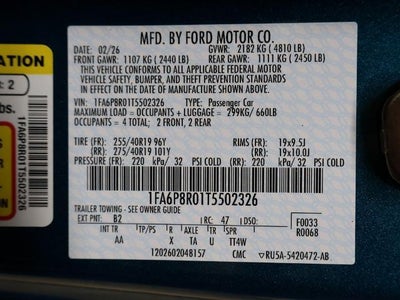 MFD. BY FORD MOTOR CO.
DATE: 02/26 GVWR: 2182 KG ( 4810 LB)
FRONT GAWR: 1107 KG ( 2440 LB) REAR GAWR: 1111 KG ( 2450 LB)
THIS VEHICLE CONFORMS TO ALL APPLICABLE FEDERAL MOTOR
VEHICLE SAFETY, BUMPER, AND THEFT PREVENTION STANDARDS
IN EFFECT ON THE DATE OF MANUFACTURE SHOWN ABOVE.
VIN: 1FA6P8R01T5502326 TYPE: Passenger Car
MAXIMUM LOAD = OCCUPANTS + LUGGAGE = 299KG/ 660LB
OCCUPANTS = 4 TOTAL; 2 FRONT, 2 REAR
TIRE (FR) 255/40R19 96Y RIMS(FR) 19x9.5J
(RR) 275/40R19 101Y (RR) 19x10.0J
PRESSURE (FR) 220 kPa/ 32 PSI COLD (RR) 220 kPa/ 32 PSI COLD
1FA6P8R01T5502326
TRAILER TOWING - SEE OWNER GUIDE
EXT PNT: B2 RC: 47 DSO: F0033
R0068
INT TR TP/PS R AXLE TR SPR
AA X TA U TT4W
1202602048157 CMC RU5A-5420472-AB
ATION
: 2
lbs.
1FA6P8R01T5502326